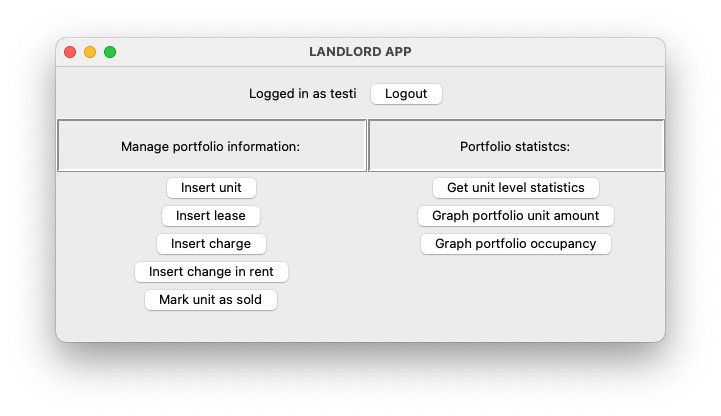 LANDLORD APP
Logged in as testi
Logout
Manage portfolio information:
Portfolio statistcs:
Insert unit
Get unit level statistics
Insert lease
Graph portfolio unit amount
Insert charge
Graph portfolio occupancy
Insert change in rent
Mark unit as sold